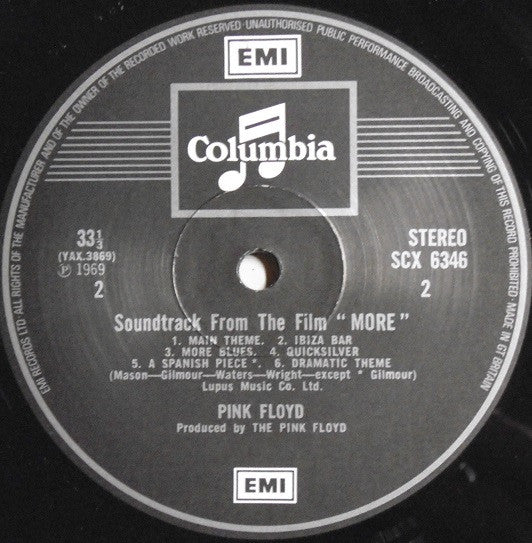 EMI RECORDS LTD ALL RIGHTS OF THE MANUFACTURER AND OF THE OWNER OF THE RECORDED WORK RESERVED UNAUTHORISED PUBLIC PERFORMANCE BROADCASTING AND COPYING OF THIS RECORD PROHIBITED · MADE IN GT BRITAIN
EMI
Columbia
33⅓
(YAX.3869)
Ⓟ 1969
2
STEREO
SCX 6346
2
Soundtrack From The Film "MORE"
1. MAIN THEME. 2. IBIZA BAR
3. MORE BLUES. 4. QUICKSILVER
5. A SPANISH PIECE *. 6. DRAMATIC THEME
(Mason—Gilmour—Waters—Wright—except * Gilmour)
Lupus Music Co. Ltd.
PINK FLOYD
Produced by THE PINK FLOYD
EMI